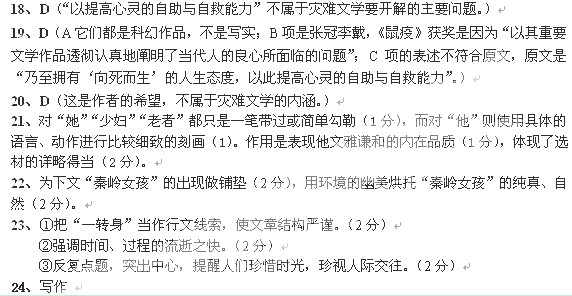 18、D（“以提高心灵的自助与自救能力”不属于灾难文学要开解的主要问题。）
19、D（A 它们都是科幻作品，不是写实；B 项是张冠李戴，《鼠疫》获奖是因为“以其重要
文学作品透彻认真地阐明了当代人的良心所面临的问题”；C 项的表述不符合原文，原文是
“乃至拥有‘向死而生’的人生态度，以此提高心灵的自助与自救能力”。）
20、D（这是作者的希望，不属于灾难文学的内涵。）
21、对“她”“少妇”“老者”都只是一笔带过或简单勾勒（1 分），而对“他”则使用具体的
语言、动作进行比较细致的刻画（1）。作用是表现他文雅谦和的内在品质（1 分），体现了选
材的详略得当（2 分）。
22、为下文“秦岭女孩”的出现做铺垫（2 分），用环境的幽美烘托“秦岭女孩”的纯真、自
然（2 分）。
23、①把“一转身”当作行文线索，使文章结构严谨。（2 分）
②强调时间、过程的流逝之快。（2 分）
③反复点题，突出中心，提醒人们珍惜时光，珍视人际交往。（2 分）
24、写作